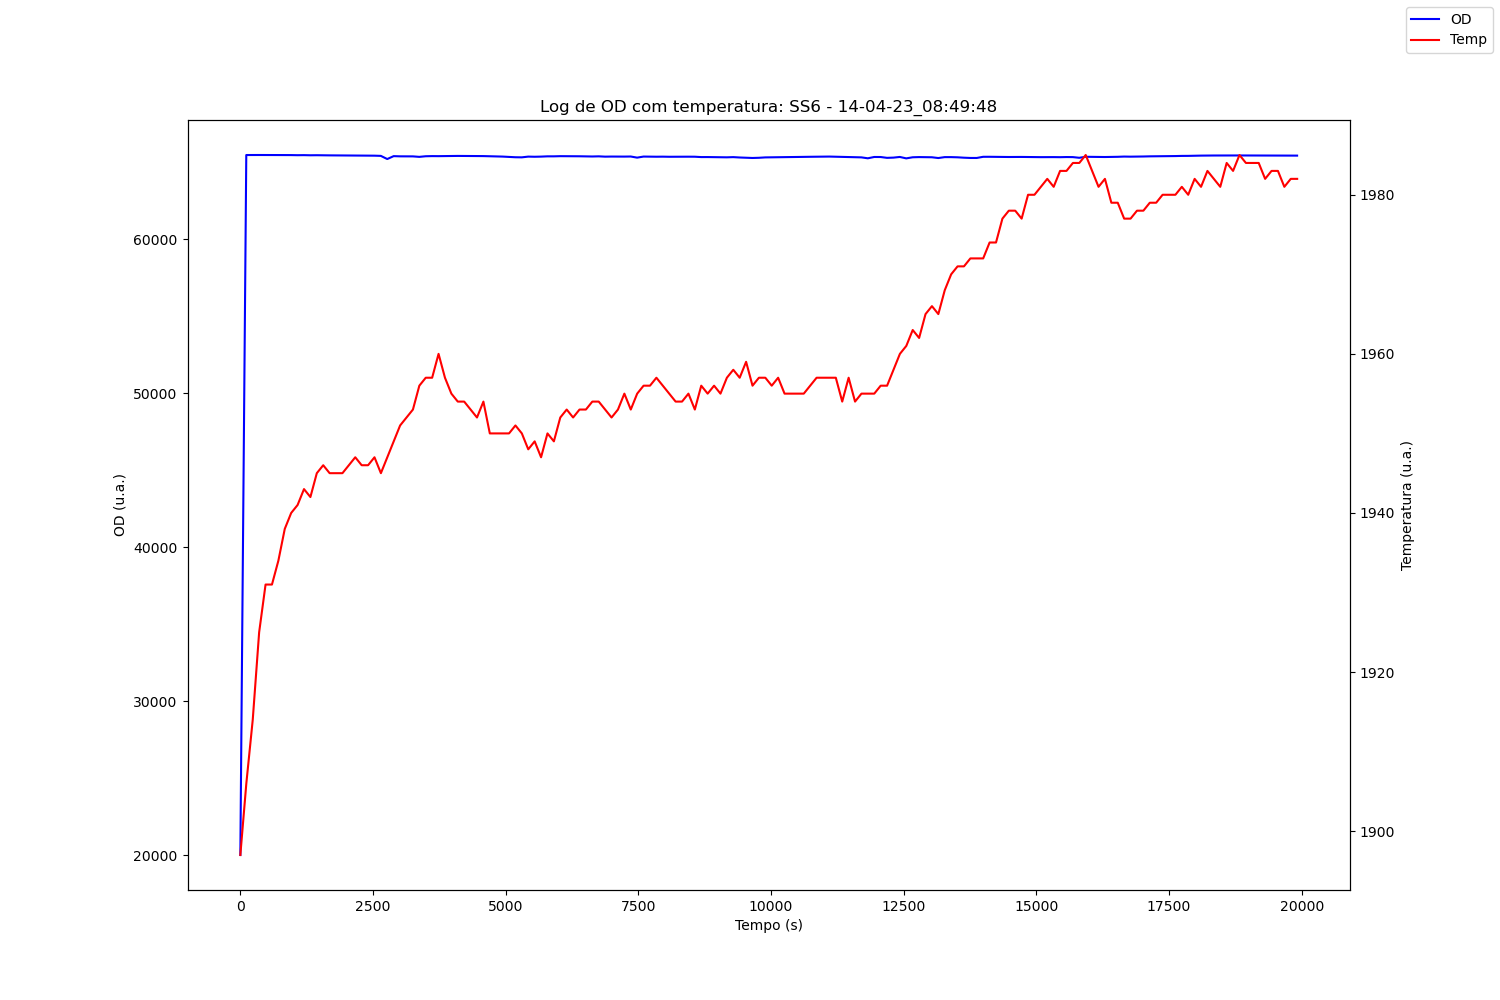 OD
Temp
Log de OD com temperatura: SS6 - 14-04-23_08:49:48
60000
50000
40000
30000
20000
OD (u.a.)
1980
1960
1940
1920
1900
Temperatura (u.a.)
0 2500 5000 7500 10000 12500 15000 17500 20000
Tempo (s)